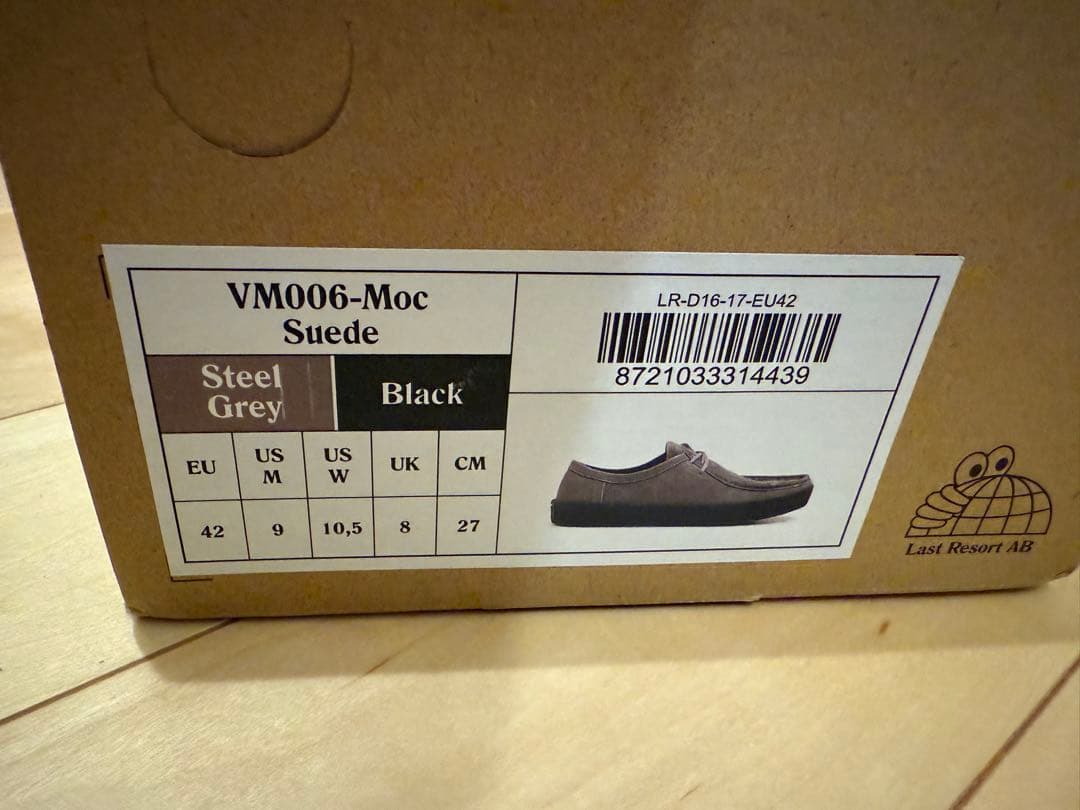 VM006-Moc
Suede
Steel
Grey
Black
EU US M US W UK CM
42 9 10,5 8 27
LR-D16-17-EU42
8721033314439
Last Resort AB